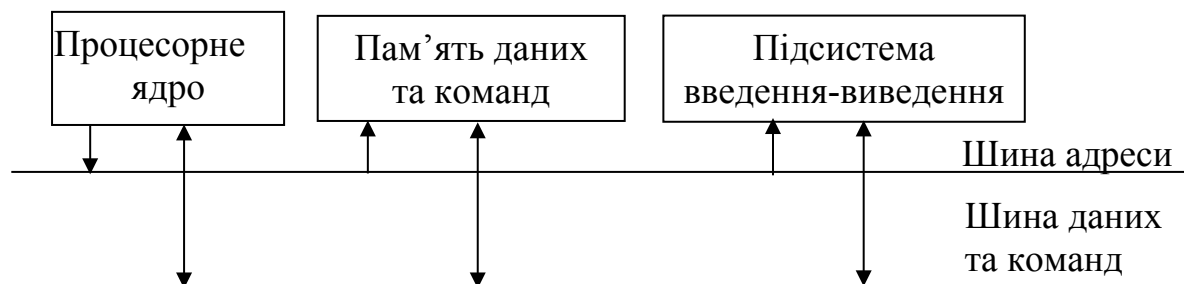 Процесорне
ядро
Пам’ять даних
та команд
Підсистема
введення-виведення
Шина адреси
Шина даних
та команд